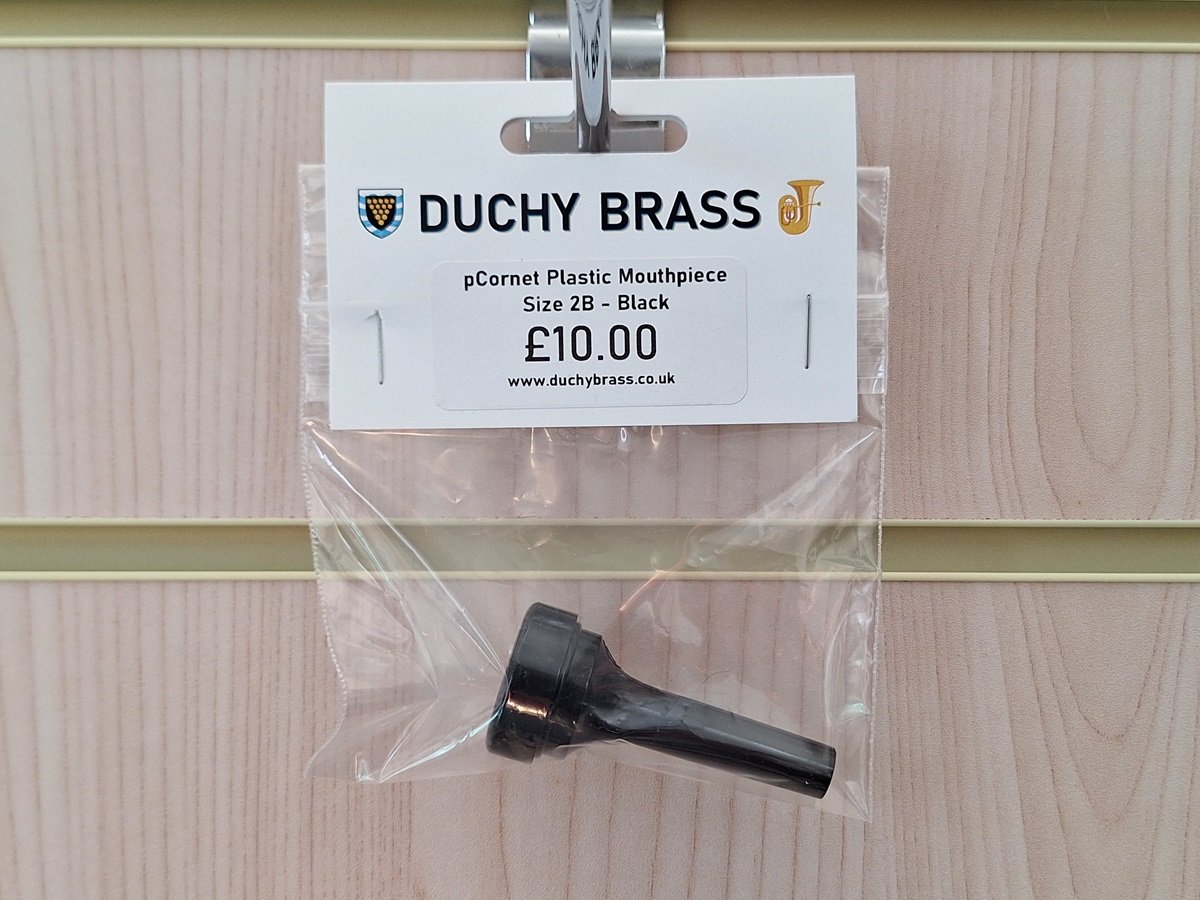 DUCHY BRASS
pCornet Plastic Mouthpiece
Size 2B - Black
£10.00
www.duchybrass.co.uk